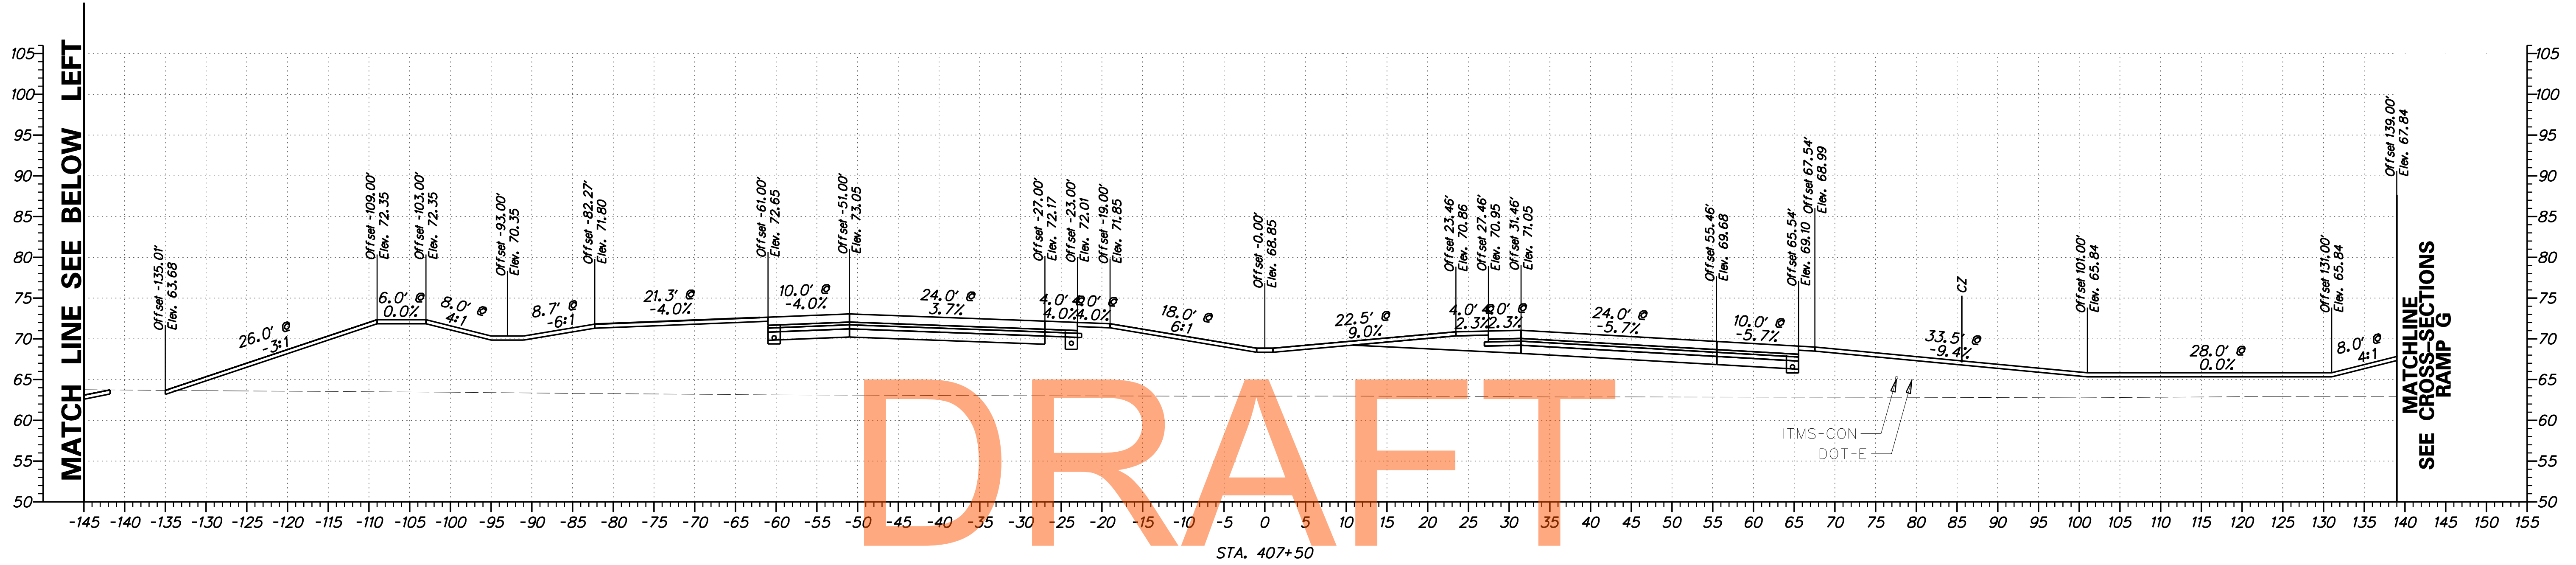 MATCH LINE SEE BELOW LEFT
105
100
95
90
85
80
75
70
65
60
55
50
Offset -135.01'
Elev. 63.68
26.0' @
-3:1
Offset -109.00'
Elev. 72.35
6.0' @
0.0%
Offset -103.00'
Elev. 72.35
8.0' @
4:1
Offset -93.00'
Elev. 70.35
8.7' @
-6:1
Offset -82.27'
Elev. 71.80
21.3' @
-4.0%
Offset -61.00'
Elev. 72.65
10.0' @
-4.0%
Offset -51.00'
Elev. 73.05
24.0' @
3.7%
Offset -27.00'
Elev. 72.17
4.0' @
4.0%
Offset -23.00'
Elev. 72.01
4.0' @
4.0%
Offset -19.00'
Elev. 71.85
18.0' @
6:1
Offset -0.00'
Elev. 68.85
22.5' @
9.0%
Offset 23.46'
Elev. 70.86
4.0' @
2.3%
Offset 27.46'
Elev. 70.95
4.0' @
2.3%
Offset 31.46'
Elev. 71.05
24.0' @
-5.7%
Offset 55.46'
Elev. 69.68
10.0' @
-5.7%
Offset 65.54'
Elev. 69.10
Offset 67.54'
Elev. 68.99
33.5' @
-9.4%
CZ
Offset 101.00'
Elev. 65.84
28.0' @
0.0%
Offset 131.00'
Elev. 65.84
8.0' @
4:1
Offset 139.00'
Elev. 67.84
MATCHLINE
SEE CROSS-SECTIONS
RAMP G
ITMS-CON
DOT-E
DRAFT
105
100
95
90
85
80
75
70
65
60
55
50
-145 -140 -135 -130 -125 -120 -115 -110 -105 -100 -95 -90 -85 -80 -75 -70 -65 -60 -55 -50 -45 -40 -35 -30 -25 -20 -15 -10 -5 0 5 10 15 20 25 30 35 40 45 50 55 60 65 70 75 80 85 90 95 100 105 110 115 120 125 130 135 140 145 150 155
STA. 407+50